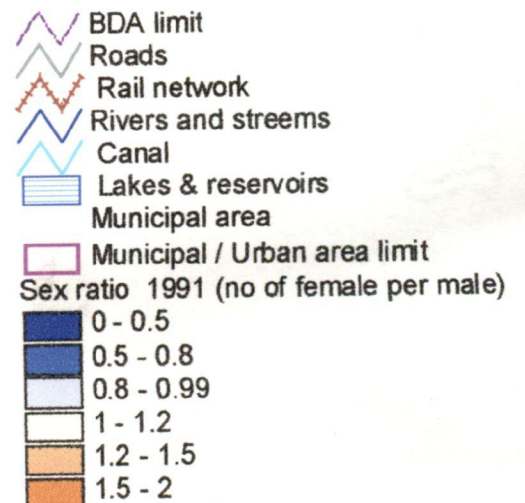 BDA limit
Roads
Rail network
Rivers and streems
Canal
Lakes & reservoirs
Municipal area
Municipal / Urban area limit
Sex ratio 1991 (no of female per male)
0 - 0.5
0.5 - 0.8
0.8 - 0.99
1 - 1.2
1.2 - 1.5
1.5 - 2